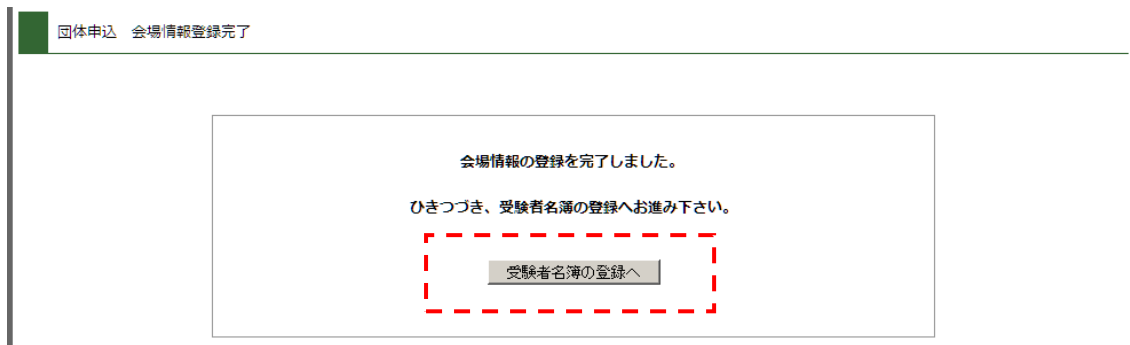 団体申込　会場情報登録完了
会場情報の登録を完了しました。
ひきつづき、受験者名簿の登録へお進み下さい。
受験者名簿の登録へ